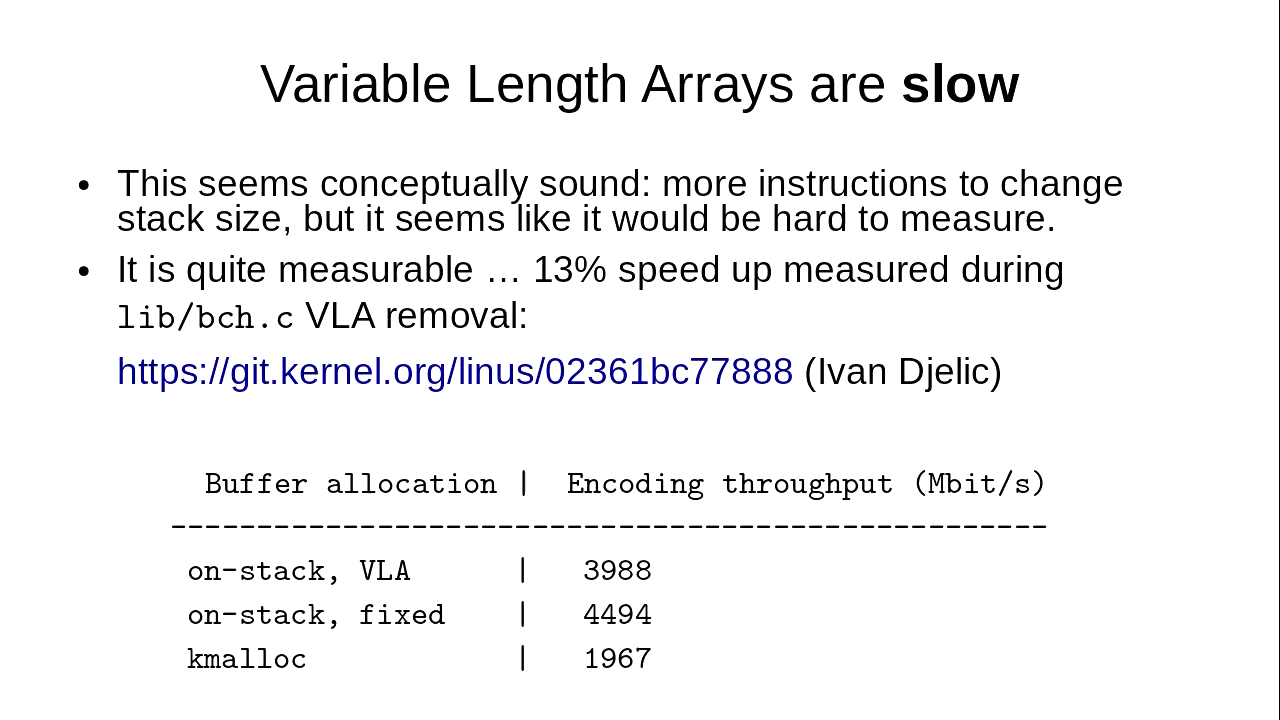 Variable Length Arrays are slow
• This seems conceptually sound: more instructions to change
stack size, but it seems like it would be hard to measure.
• It is quite measurable … 13% speed up measured during
lib/bch.c VLA removal:
https://git.kernel.org/linus/02361bc77888 (Ivan Djelic)
Buffer allocation |  Encoding throughput (Mbit/s)
---------------------------------------------------
on-stack, VLA      |   3988
on-stack, fixed    |   4494
kmalloc            |   1967